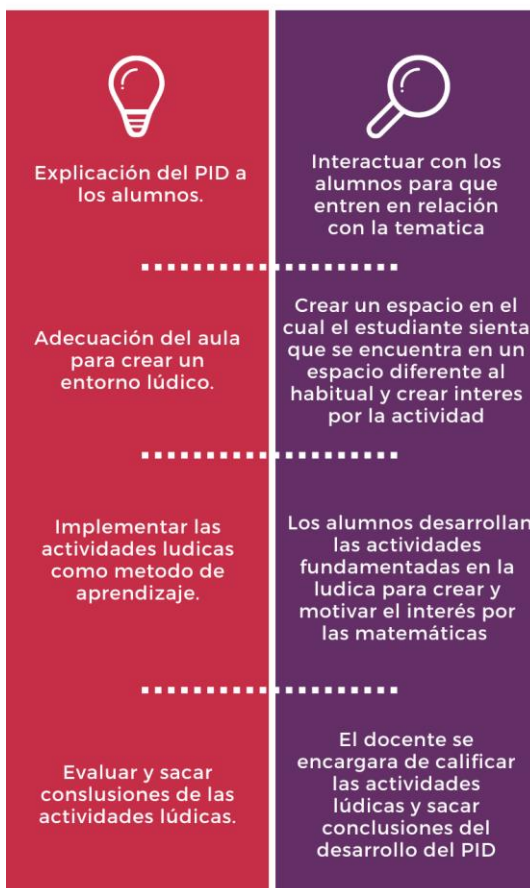 Explicación del PID a
los alumnos.
Interactuar con los
alumnos para que
entren en relación
con la tematica
Adecuación del aula
para crear un
entorno lúdico.
Crear un espacio en el
cual el estudiante sienta
que se encuentra en un
espacio diferente al
habitual y crear interes
por la actividad
Implementar las
actividades ludicas
como metodo de
aprendizaje.
Los alumnos desarrollan
las actividades
fundamentadas en la
ludica para crear y
motivar el interés por
las matemáticas
Evaluar y sacar
conslusiones de las
actividades lúdicas.
El docente se
encargara de calificar
las actividades
lúdicas y sacar
conclusiones del
desarrollo del PID